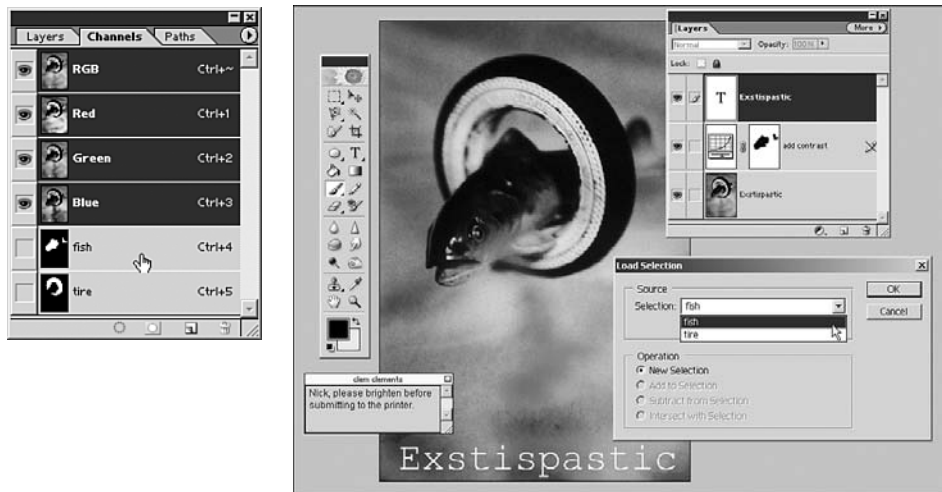 Layers Channels Paths
RGB Ctrl+~
Red Ctrl+1
Green Ctrl+2
Blue Ctrl+3
fish Ctrl+4
tire Ctrl+5
Layers More
Normal Opacity: 100%
Lock:
T Exstispastic
add contrast
Exstispastic
T
clem clements
Nick, please brighten before
submitting to the printer.
Load Selection
Source
Selection: fish
fish
tire
OK
Cancel
Operation
New Selection
Add to Selection
Subtract from Selection
Intersect with Selection
Exstispastic